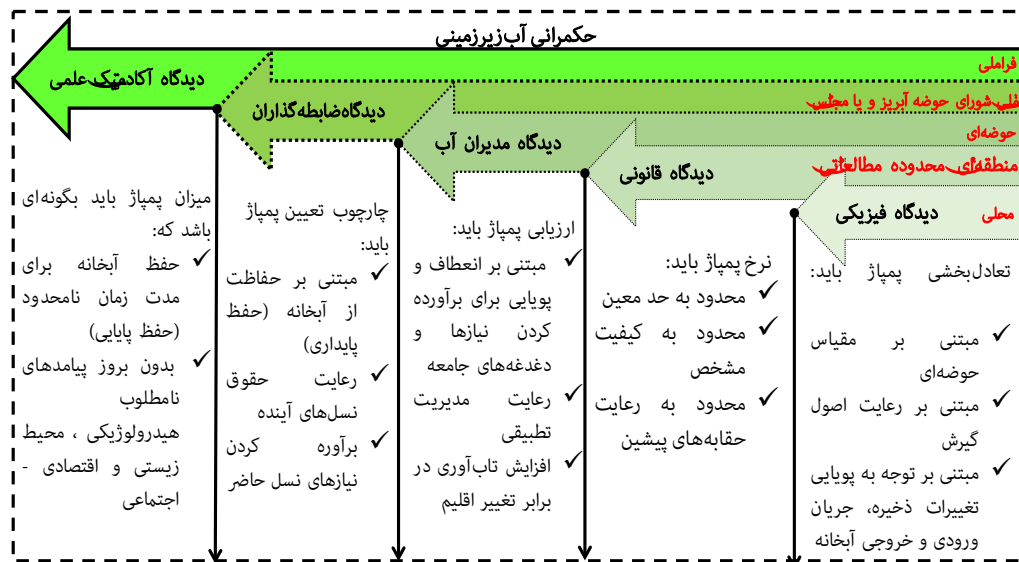 حکمرانی آب‌زیرزمینی
فراملی
ملی شورای حوضه آبریز و یا مجلس
حوضه‌ای
منطقه‌ای محدوده مطالعاتی
محلی
دیدگاه فیزیکی
دیدگاه قانونی
دیدگاه مدیران آب
دیدگاه‌ضابطه‌گذاران
دیدگاه آکادمیک علمی
تعادل‌بخشی پمپاژ باید:
✓ مبتنی بر مقیاس
حوضه‌ای
✓ مبتنی بر رعایت اصول
گیرش
✓ مبتنی بر توجه به پویایی
تغییرات ذخیره، جریان
ورودی و خروجی آبخانه
نرخ پمپاژ باید:
✓ محدود به حد معین
✓ محدود به کیفیت
مشخص
✓ محدود به رعایت
حقابه‌های پیشین
ارزیابی پمپاژ باید:
✓ مبتنی بر انعطاف و
پویایی برای برآورده
کردن نیازها و
دغدغه‌های جامعه
✓ رعایت مدیریت
تطبیقی
✓ افزایش تاب‌آوری در
برابر تغییر اقلیم
چارچوب تعیین پمپاژ
باید:
✓ مبتنی بر حفاظت
از آبخانه (حفظ
پایداری)
✓ رعایت حقوق
نسل‌های آینده
✓ برآوره کردن
نیازهای نسل حاضر
میزان پمپاژ باید بگونه‌ای
باشد که:
✓ حفظ آبخانه برای
مدت زمان نامحدود
(حفظ پایایی)
✓ بدون بروز پیامدهای
نامطلوب
هیدرولوژیکی ، محیط
زیستی و اقتصادی -
اجتماعی